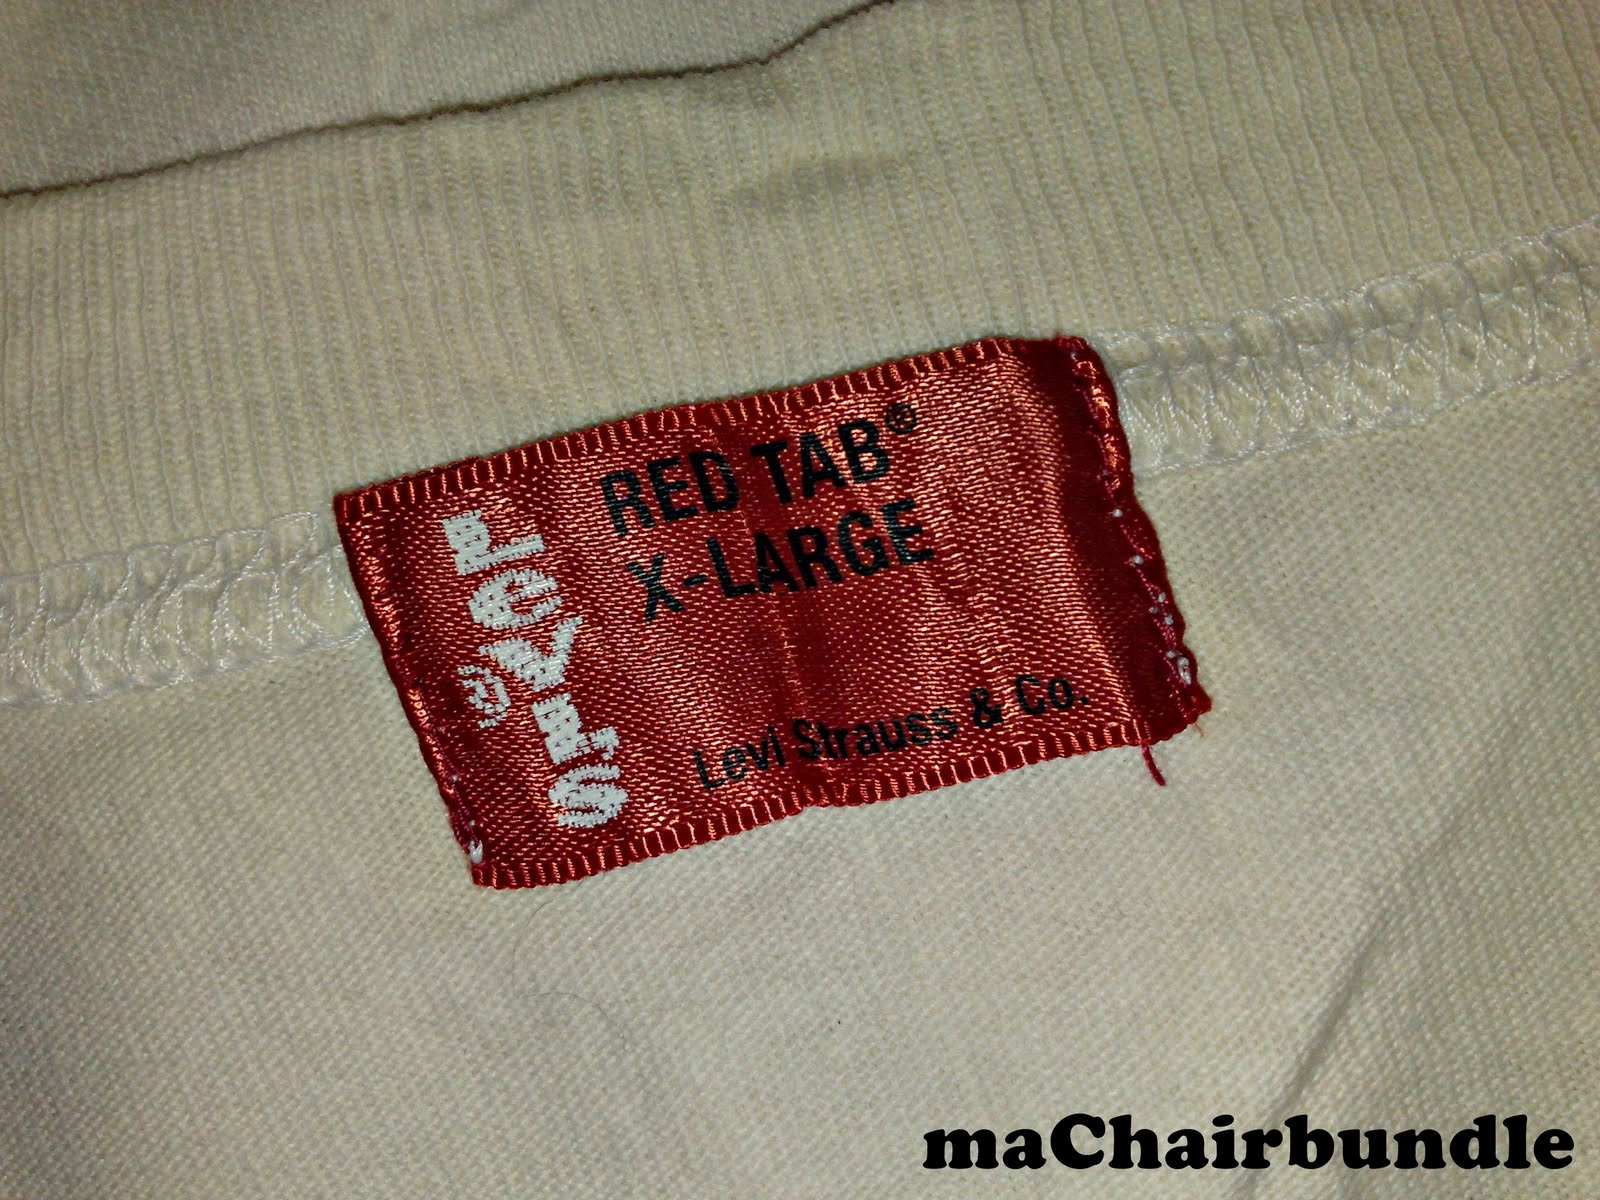 LEVI'S®
RED TAB®
X-LARGE
Levi Strauss & Co.
maChairbundle